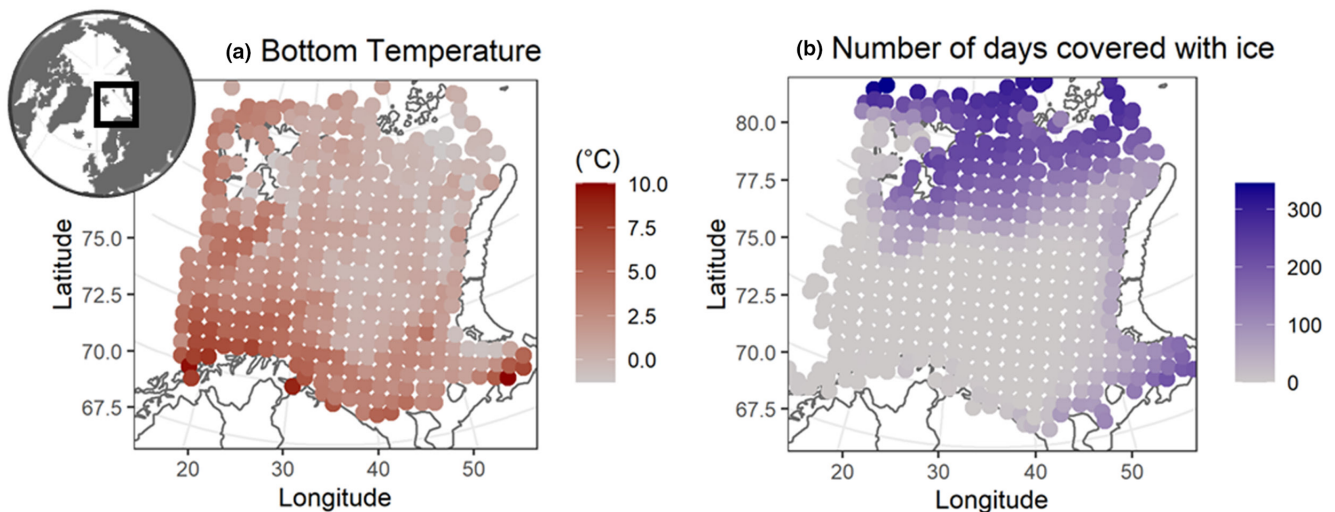 (a) Bottom Temperature
75.0
72.5
70.0
67.5
Latitude
20 30 40 50
Longitude
(°C)
10.0
7.5
5.0
2.5
0.0
(b) Number of days covered with ice
80.0
77.5
75.0
72.5
70.0
67.5
Latitude
20 30 40 50
Longitude
300
200
100
0